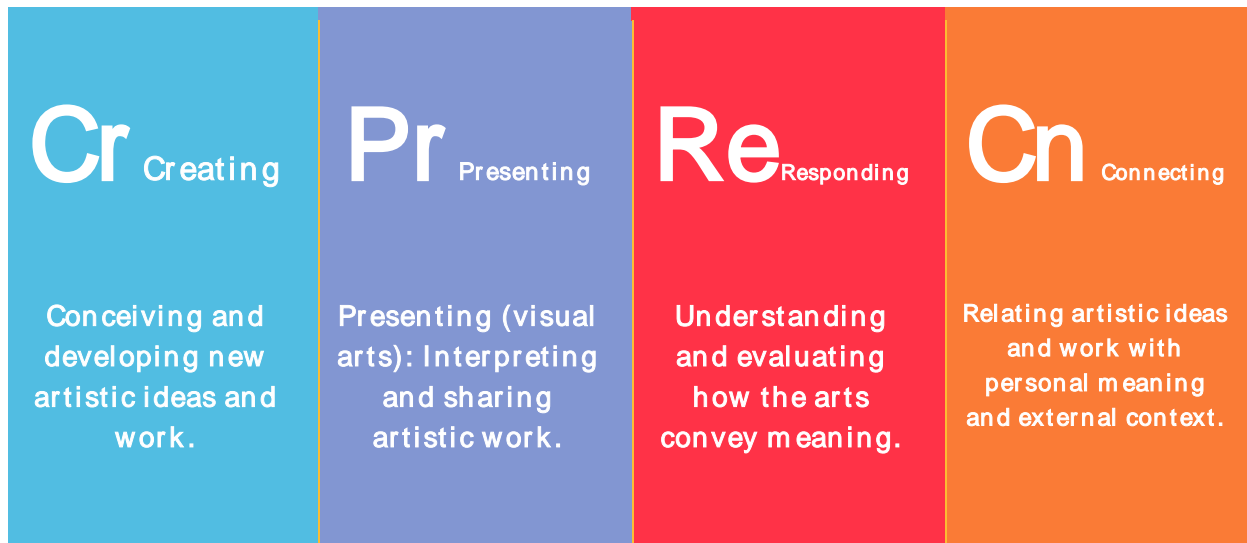 Cr Creating
Conceiving and
developing new
artistic ideas and
work.
Pr Presenting
Presenting (visual
arts): Interpreting
and sharing
artistic work.
Re Responding
Understanding
and evaluating
how the arts
convey meaning.
Cn Connecting
Relating artistic ideas
and work with
personal meaning
and external context.